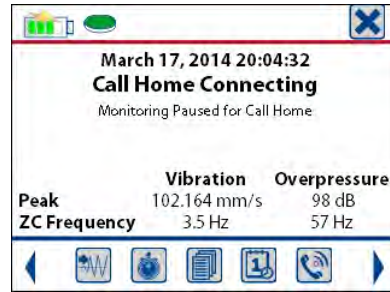 March 17, 2014 20:04:32
Call Home Connecting
Monitoring Paused for Call Home
Vibration Overpressure
Peak 102.164 mm/s 98 dB
ZC Frequency 3.5 Hz 57 Hz
1